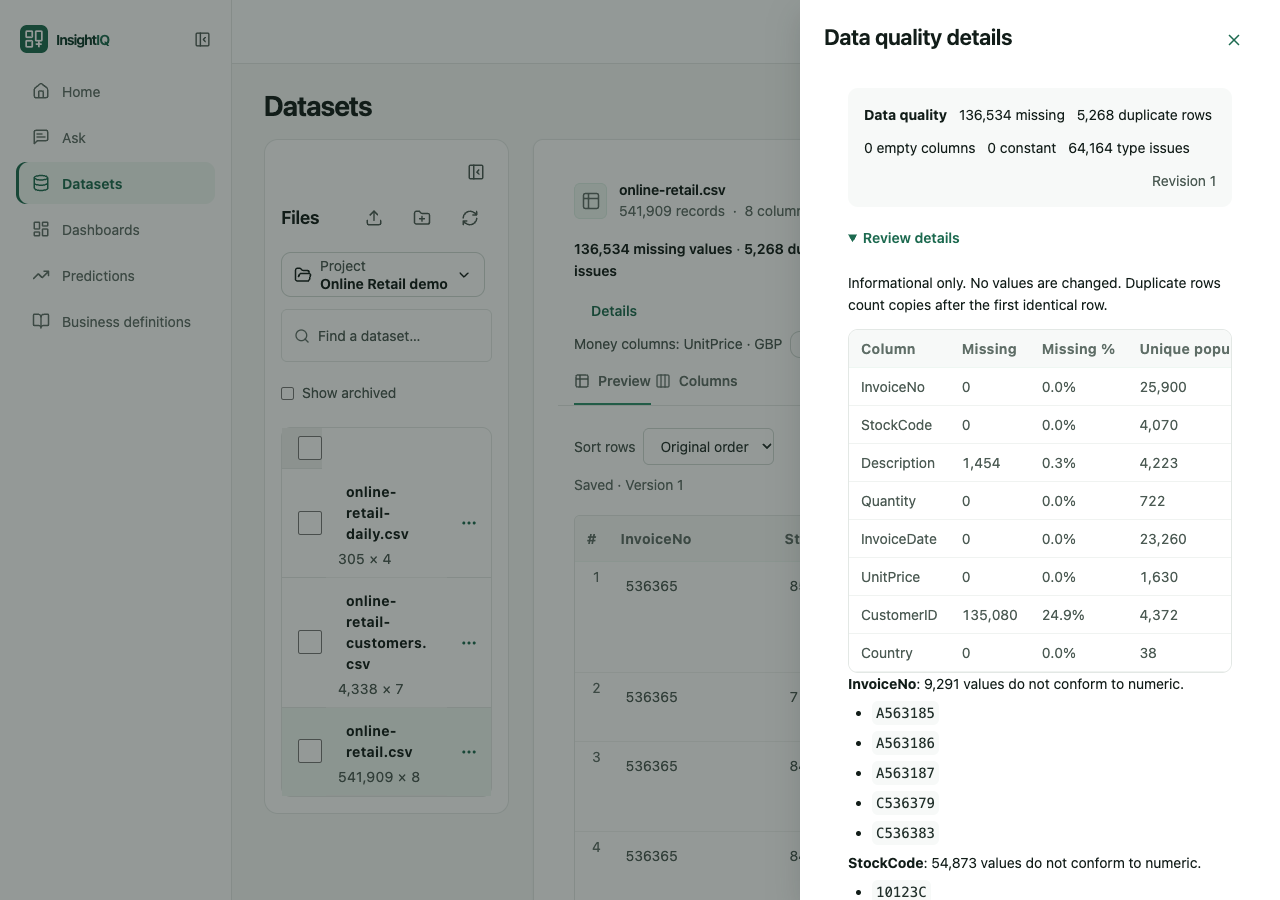 InsightIQ
Home
Ask
Datasets
Dashboards
Predictions
Business definitions
Datasets
Files
Project
Online Retail demo
Find a dataset...
Show archived
online-
retail-
daily.csv
305 × 4
online-
retail-
customers.
csv
4,338 × 7
online-
retail.csv
541,909 × 8
online-retail.csv
541,909 records · 8 column
136,534 missing values · 5,268 du
issues
Details
Money columns: UnitPrice · GBP
Preview Columns
Sort rows Original order
Saved · Version 1
# InvoiceNo St
1 536365 8
2 536365 7
3 536365 84
4 536365 84
Data quality details
Data quality 136,534 missing 5,268 duplicate rows
0 empty columns 0 constant 64,164 type issues
Revision 1
Review details
Informational only. No values are changed. Duplicate rows
count copies after the first identical row.
Column Missing Missing % Unique popu
InvoiceNo 0 0.0% 25,900
StockCode 0 0.0% 4,070
Description 1,454 0.3% 4,223
Quantity 0 0.0% 722
InvoiceDate 0 0.0% 23,260
UnitPrice 0 0.0% 1,630
CustomerID 135,080 24.9% 4,372
Country 0 0.0% 38
InvoiceNo: 9,291 values do not conform to numeric.
A563185
A563186
A563187
C536379
C536383
StockCode: 54,873 values do not conform to numeric.
10123C